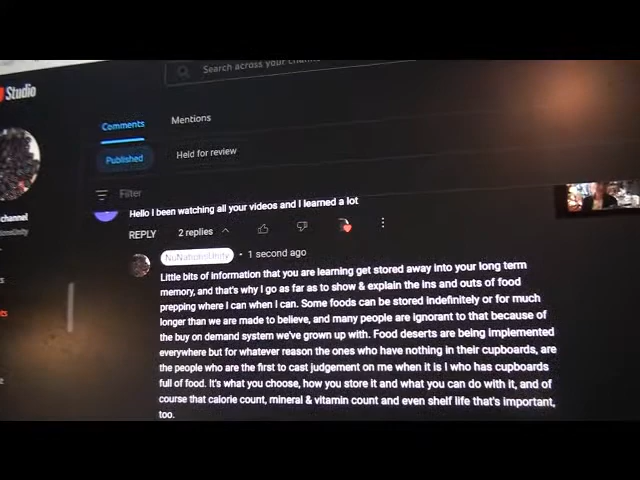 Studio
Search across your chann
Comments
Mentions
Published
Held for review
channel
Filter
Hello I been watching all your videos and I learned a lot
REPLY
2 replies
NuNationsUnity
• 1 second ago
Little bits of information that you are learning get stored away into your long term
memory, and that's why I go as far as to show & explain the ins and outs of food
prepping where I can when I can. Some foods can be stored indefinitely or for much
longer than we are made to believe, and many people are ignorant to that because of
the buy on demand system we've grown up with. Food deserts are being implemented
everywhere but for whatever reason the ones who have nothing in their cupboards, are
the people who are the first to cast judgement on me when it is I who has cupboards
full of food. It's what you choose, how you store it and what you can do with it, and of
course that calorie count, mineral & vitamin count and even shelf life that's important,
too.